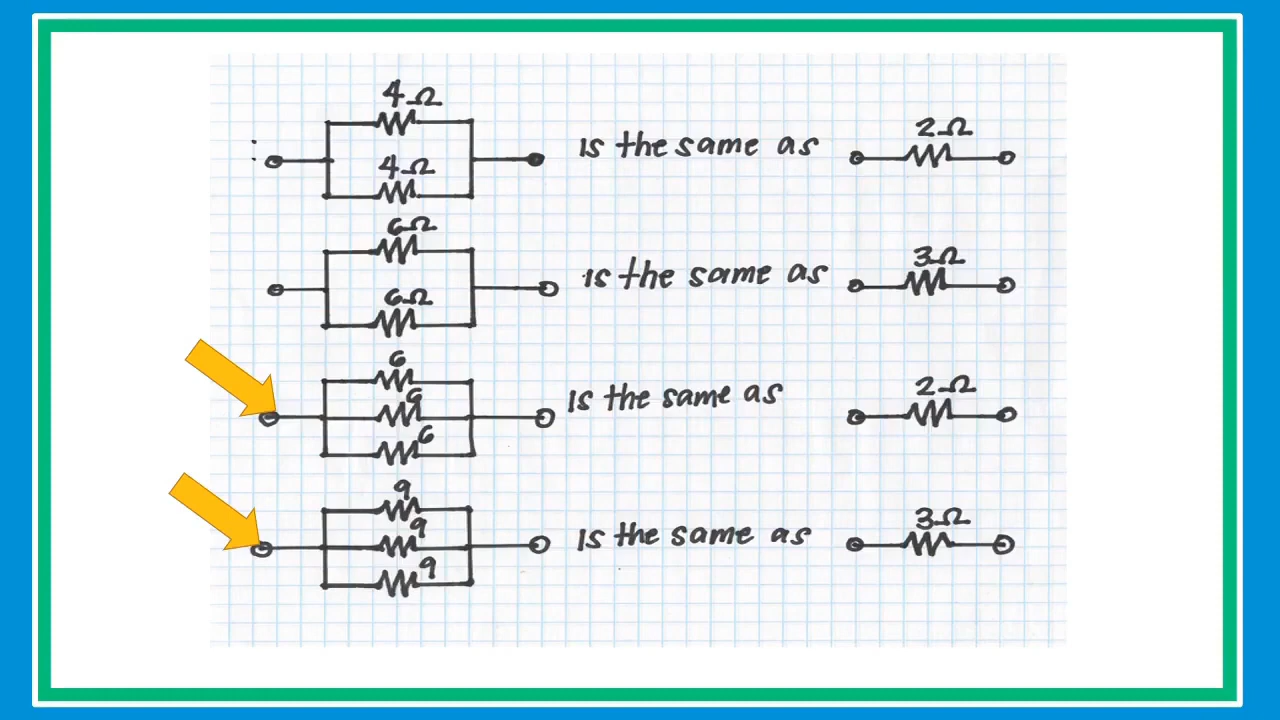 4Ω
4Ω
is the same as
2Ω
6Ω
6Ω
is the same as
3Ω
6
9
6
is the same as
2Ω
9
9
9
is the same as
3Ω